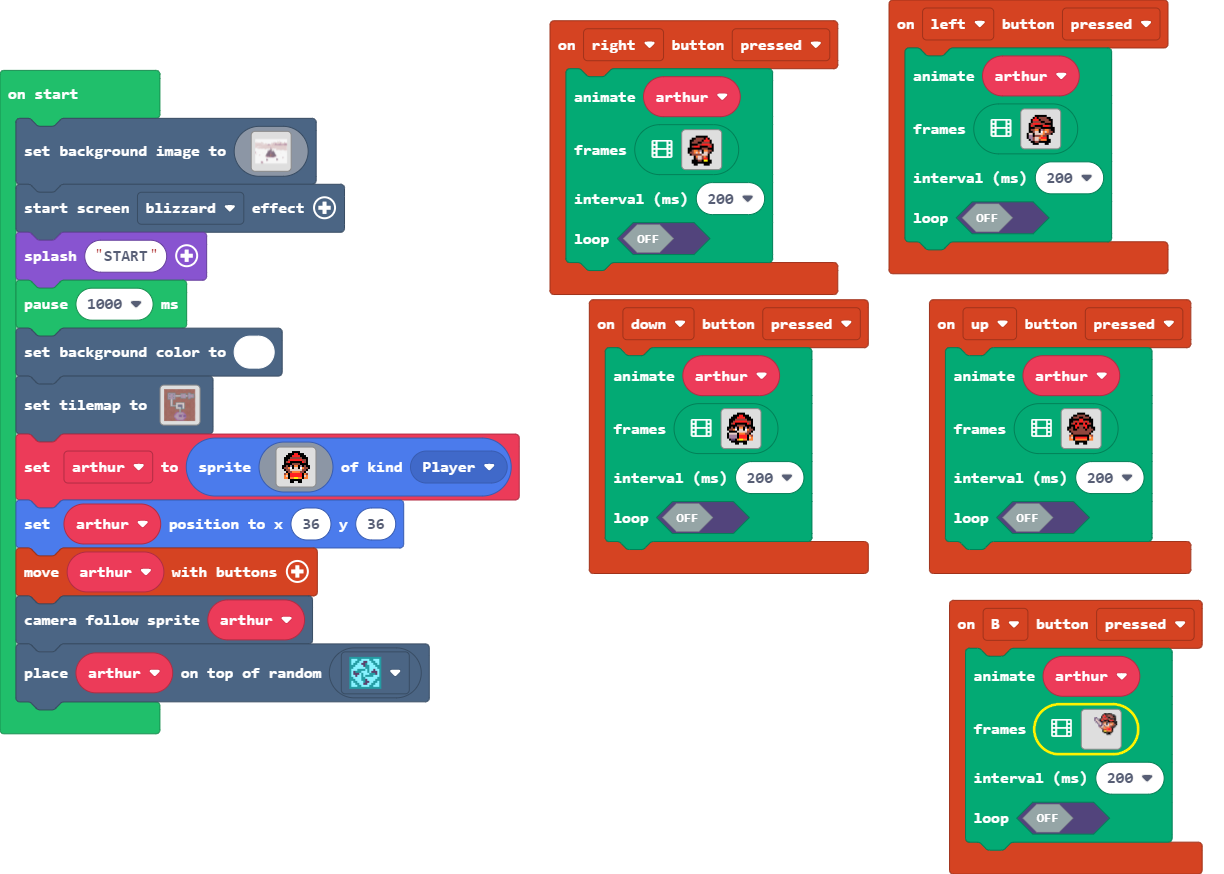 on start
set background image to
start screen blizzard effect
splash "START"
pause 1000 ms
set background color to
set tilemap to
set arthur to sprite of kind Player
set arthur position to x 36 y 36
move arthur with buttons
camera follow sprite arthur
place arthur on top of random
on right button pressed
animate arthur
frames
interval (ms) 200
loop OFF
on left button pressed
animate arthur
frames
interval (ms) 200
loop OFF
on down button pressed
animate arthur
frames
interval (ms) 200
loop OFF
on up button pressed
animate arthur
frames
interval (ms) 200
loop OFF
on B button pressed
animate arthur
frames
interval (ms) 200
loop OFF